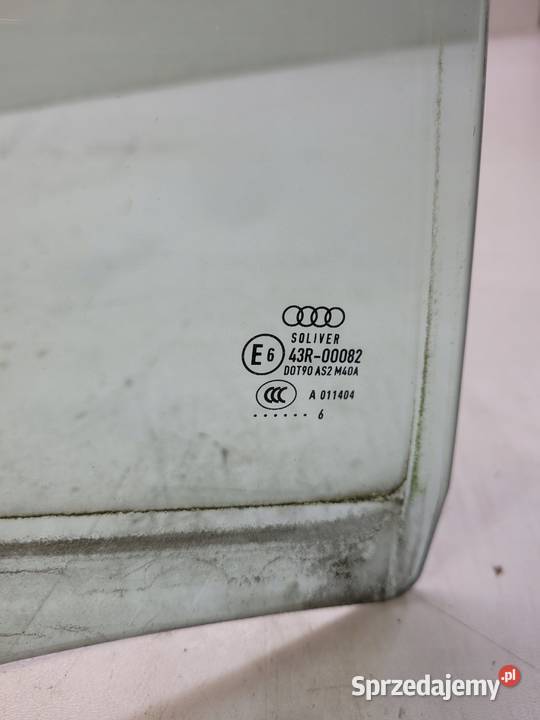 SOLIVER
E6 43R-00082
DOT90 AS2 M40A
CCC A 011404
...... 6
Sprzedajemy.pl